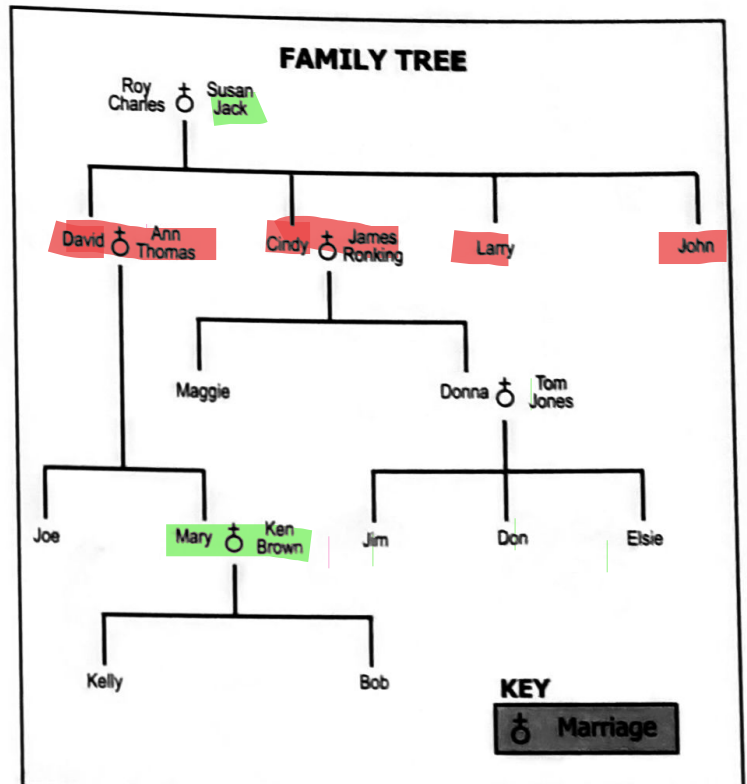 FAMILY TREE
Roy
Charles
Susan
Jack
David
Ann
Thomas
Cindy
James
Ronking
Larry
John
Maggie
Donna
Tom
Jones
Joe
Mary
Ken
Brown
Jim
Don
Elsie
Kelly
Bob
KEY
Marriage